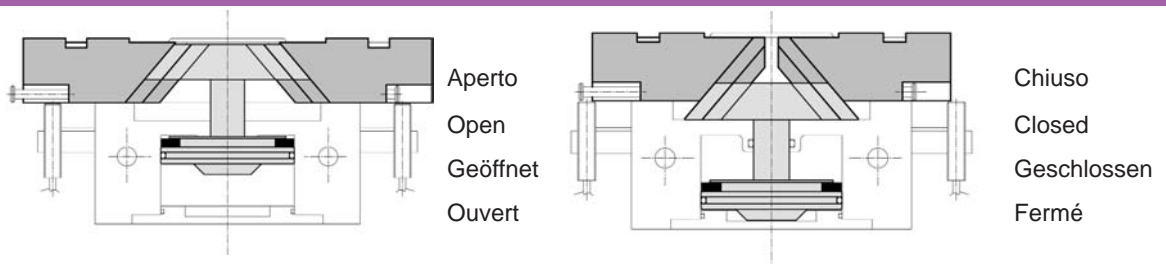 Aperto
Open
Geöffnet
Ouvert
Chiuso
Closed
Geschlossen
Fermé